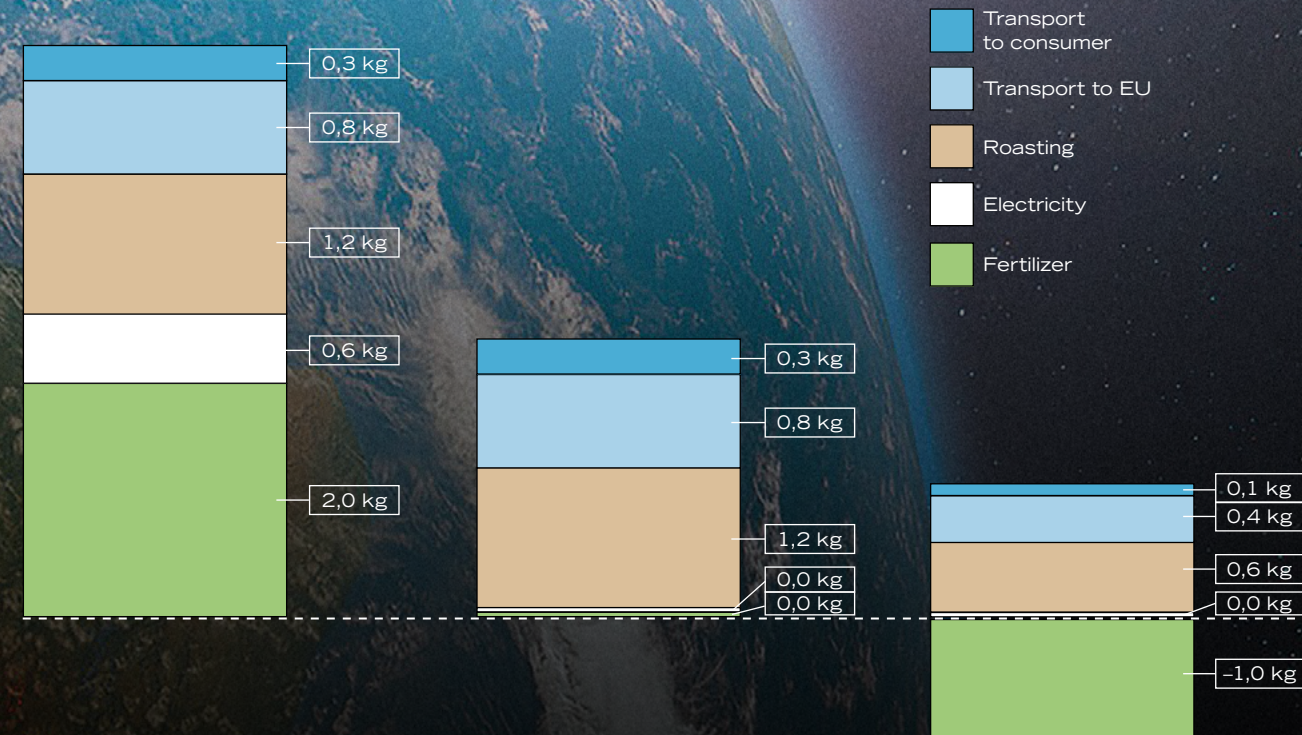 0,3 kg
0,8 kg
1,2 kg
0,6 kg
2,0 kg
0,3 kg
0,8 kg
1,2 kg
0,0 kg
0,0 kg
0,1 kg
0,4 kg
0,6 kg
0,0 kg
–1,0 kg
Transport
to consumer
Transport to EU
Roasting
Electricity
Fertilizer